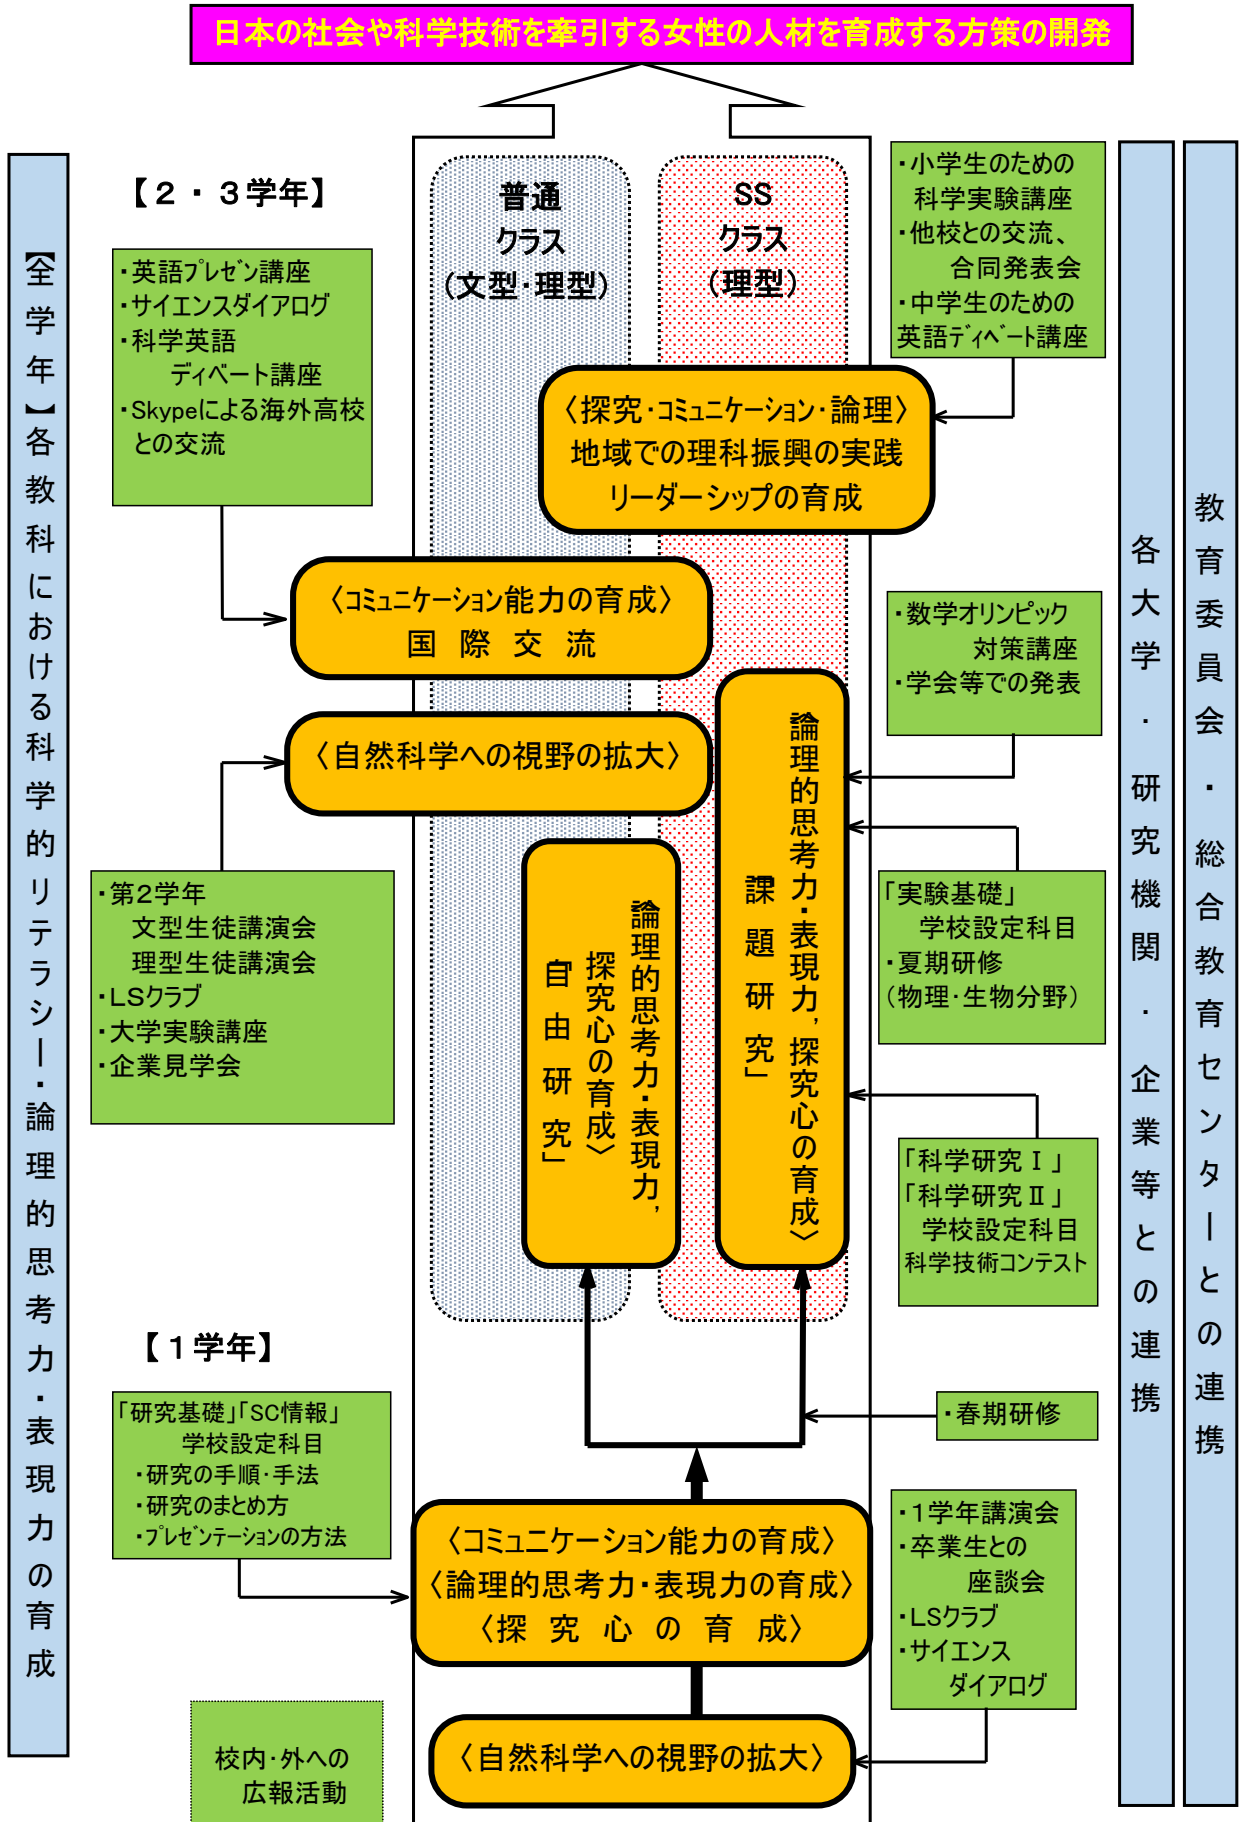 日本の社会や科学技術を牽引する女性の人材を育成する方策の開発
【全学年】各教科における科学的リテラシー・論理的思考力・表現力の育成
【２・３学年】
・英語プレゼン講座
・サイエンスダイアログ
・科学英語
ディベート講座
・Skypeによる海外高校
との交流
普通
クラス
(文型・理型)
SS
クラス
(理型)
・小学生のための
科学実験講座
・他校との交流、
合同発表会
・中学生のための
英語ディベート講座
〈探究・コミュニケーション・論理〉
地域での理科振興の実践
リーダーシップの育成
〈コミュニケーション能力の育成〉
国際交流
・数学オリンピック
対策講座
・学会等での発表
〈自然科学への視野の拡大〉
・第2学年
文型生徒講演会
理型生徒講演会
・LSクラブ
・大学実験講座
・企業見学会
論理的思考力・表現力,
探究心の育成〉
「自由研究」
論理的思考力・表現力,探究心の育成〉
「課題研究」
「実験基礎」
学校設定科目
・夏期研修
(物理・生物分野)
「科学研究Ⅰ」
「科学研究Ⅱ」
学校設定科目
科学技術コンテスト
各大学・研究機関・企業等との連携
教育委員会・総合教育センターとの連携
【１学年】
「研究基礎」「SC情報」
学校設定科目
・研究の手順・手法
・研究のまとめ方
・プレゼンテーションの方法
・春期研修
〈コミュニケーション能力の育成〉
〈論理的思考力・表現力の育成〉
〈探究心の育成〉
・1学年講演会
・卒業生との
座談会
・LSクラブ
・サイエンス
ダイアログ
〈自然科学への視野の拡大〉
校内・外への
広報活動